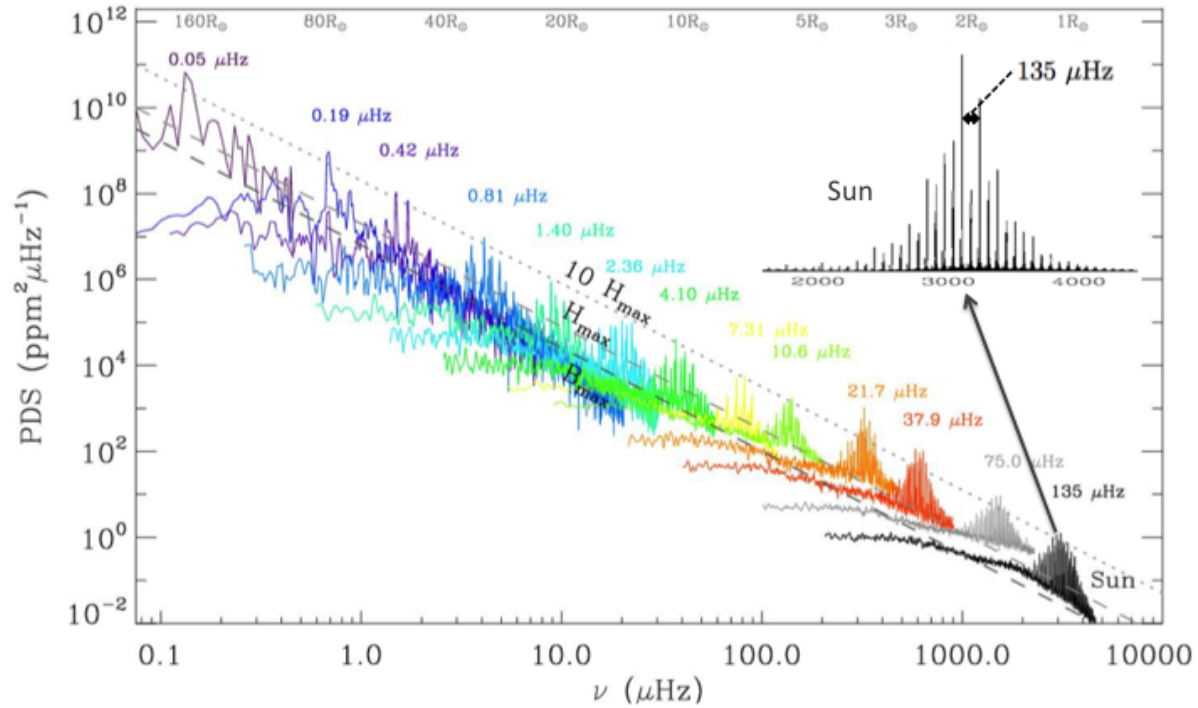 160R☉ 80R☉ 40R☉ 20R☉ 10R☉ 5R☉ 3R☉ 2R☉ 1R☉
10¹²
10¹⁰
10⁸
10⁶
10⁴
10²
10⁰
10⁻²
PDS (ppm²μHz⁻¹)
0.05 μHz
0.19 μHz
0.42 μHz
0.81 μHz
1.40 μHz
2.36 μHz
4.10 μHz
7.31 μHz
10.6 μHz
21.7 μHz
37.9 μHz
75.0 μHz
135 μHz
10 Hmax
Hmax
Bmax
Sun
135 μHz
Sun
2000 3000 4000
0.1 1.0 10.0 100.0 1000.0 10000
ν (μHz)